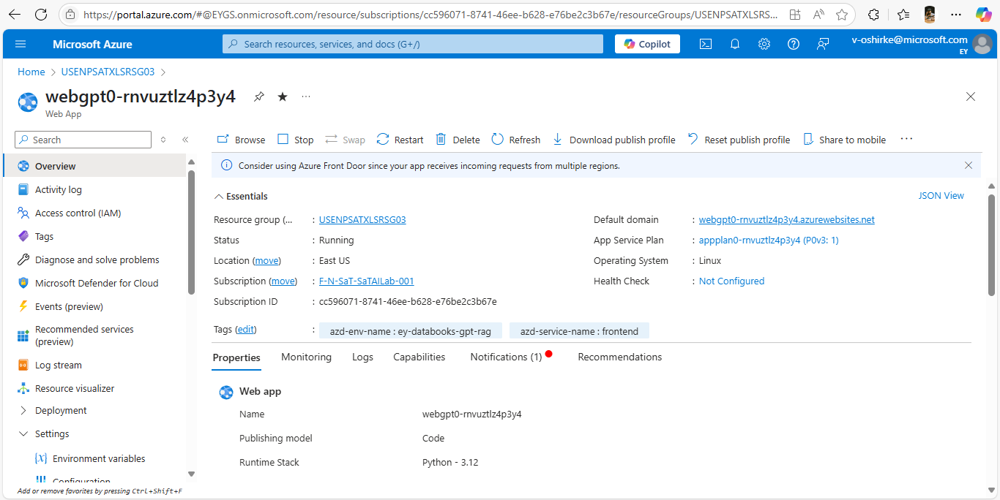 https://portal.azure.com/#@EYGS.onmicrosoft.com/resource/subscriptions/cc596071-8741-46ee-b628-e76be2c3b67e/resourceGroups/USENPSATXLSRS...
Microsoft Azure
Search resources, services, and docs (G+/)
Copilot
v-oshirke@microsoft.com
EY
Home > USENPSATXLSRSG03 >
webgpt0-rnvuztlz4p3y4
Web App
Search
Overview
Activity log
Access control (IAM)
Tags
Diagnose and solve problems
Microsoft Defender for Cloud
Events (preview)
Recommended services
(preview)
Log stream
Resource visualizer
Deployment
Settings
Environment variables
Configuration
Add or remove favorites by pressing Ctrl+Shift+F
Browse Stop Swap Restart Delete Refresh Download publish profile Reset publish profile Share to mobile ...
Consider using Azure Front Door since your app receives incoming requests from multiple regions.
Essentials
JSON View
Resource group (... : USENPSATXLSRSG03
Status : Running
Location (move) : East US
Subscription (move) : F-N-SaT-SaTAILab-001
Subscription ID : cc596071-8741-46ee-b628-e76be2c3b67e
Default domain : webgpt0-rnvuztlz4p3y4.azurewebsites.net
App Service Plan : appplan0-rnvuztlz4p3y4 (P0v3: 1)
Operating System : Linux
Health Check : Not Configured
Tags (edit) : azd-env-name : ey-databooks-gpt-rag azd-service-name : frontend
Properties Monitoring Logs Capabilities Notifications (1) Recommendations
Web app
Name webgpt0-rnvuztlz4p3y4
Publishing model Code
Runtime Stack Python - 3.12